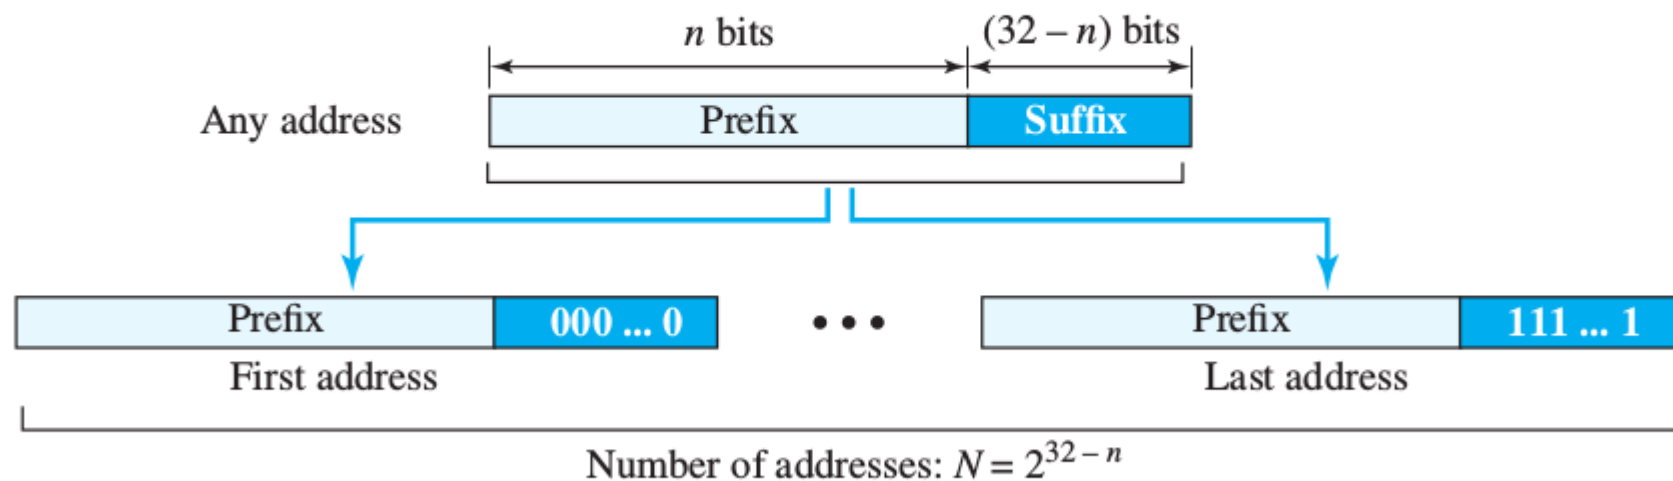 n bits (32 – n) bits
Any address Prefix Suffix
Prefix 000 ... 0 ••• Prefix 111 ... 1
First address Last address
Number of addresses: N = 2^{32 – n}